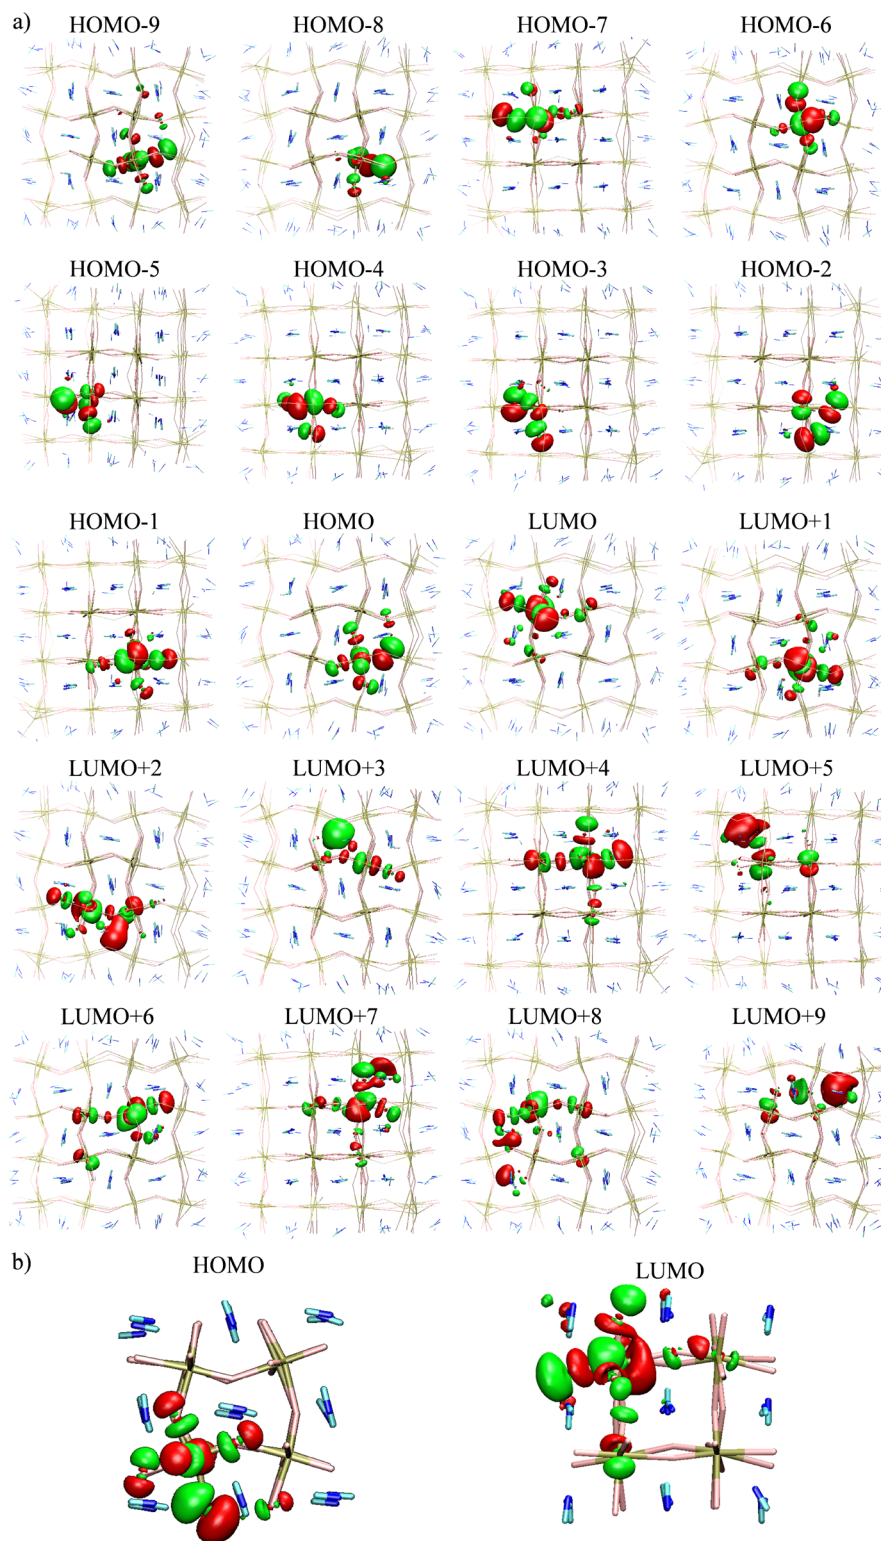 a)
HOMO-9 HOMO-8 HOMO-7 HOMO-6
HOMO-5 HOMO-4 HOMO-3 HOMO-2
HOMO-1 HOMO LUMO LUMO+1
LUMO+2 LUMO+3 LUMO+4 LUMO+5
LUMO+6 LUMO+7 LUMO+8 LUMO+9
b)
HOMO LUMO